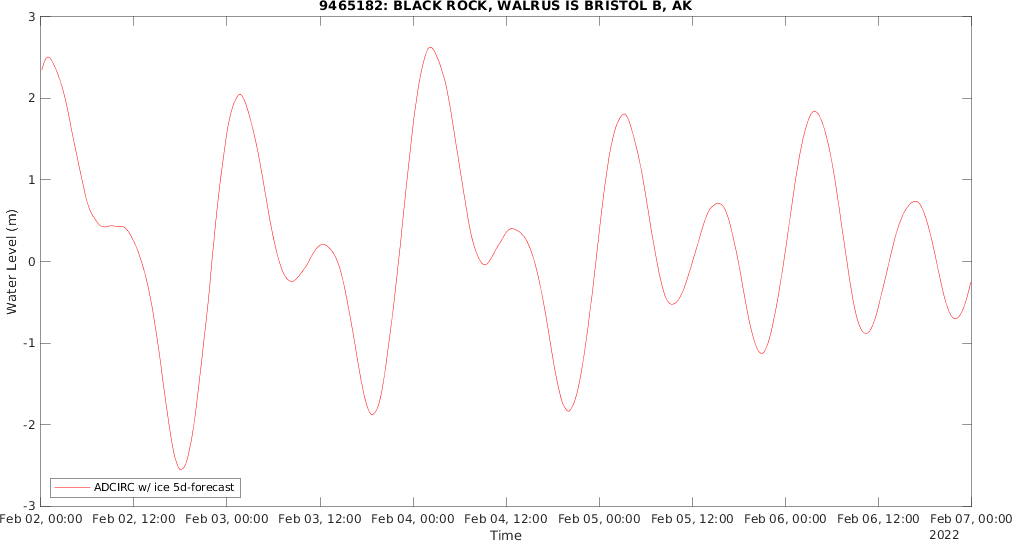 9465182: BLACK ROCK, WALRUS IS BRISTOL B, AK
3
2
1
0
-1
-2
-3
Water Level (m)
ADCIRC w/ ice 5d-forecast
Feb 02, 00:00 Feb 02, 12:00 Feb 03, 00:00 Feb 03, 12:00 Feb 04, 00:00 Feb 04, 12:00 Feb 05, 00:00 Feb 05, 12:00 Feb 06, 00:00 Feb 06, 12:00 Feb 07, 00:00
Time
2022